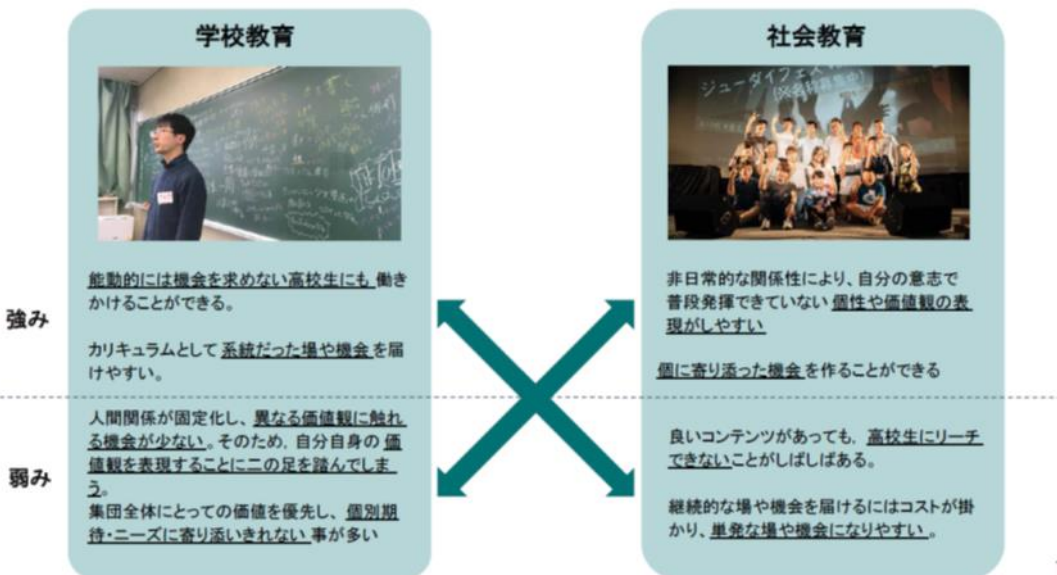 学校教育
社会教育
ジューダイフェス
強み
能動的には機会を求めない高校生にも 働き
かけることができる。
カリキュラムとして 系統だった場や機会 を届
けやすい。
非日常的な関係性により、自分の意志で
普段発揮できていない 個性や価値観の表
現がしやすい
個に寄り添った機会 を作ることができる
弱み
人間関係が固定化し、異なる価値観に触れ
る機会が少ない。そのため、自分自身の 価
値観を表現することに二の足を踏んでしま
う。
集団全体にとっての価値を優先し、個別期
待・ニーズに寄り添いきれない 事が多い
良いコンテンツがあっても、高校生にリーチ
できないことがしばしばある。
継続的な場や機会を届けるにはコストが掛
かり、単発な場や機会になりやすい 。